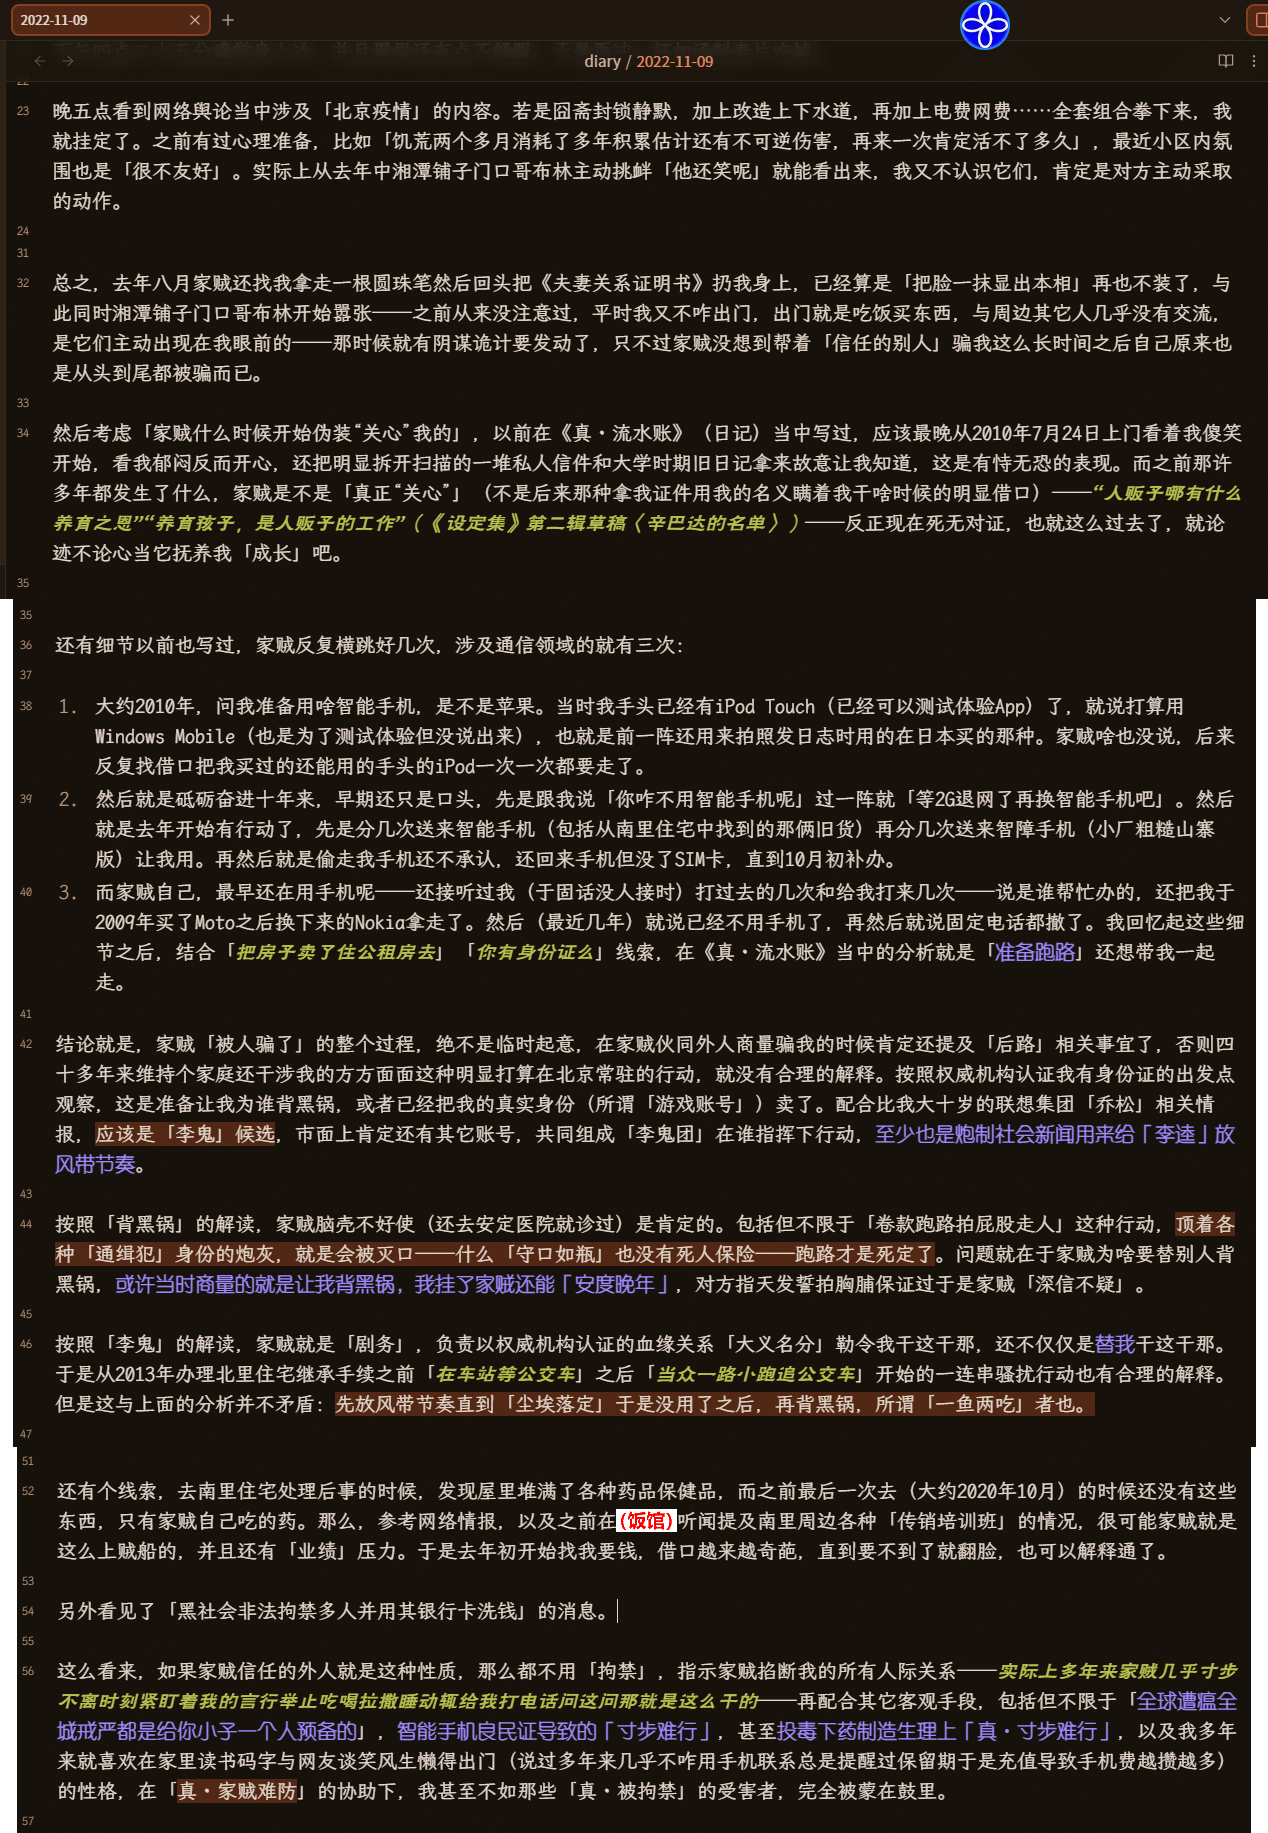 2022-11-09
diary / 2022-11-09
22
23 晚五点看到网络舆论当中涉及「北京疫情」的内容。若是囧斋封锁静默，加上改造上下水道，再加上电费网费……全套组合拳下来，我
就挂定了。之前有过心理准备，比如「饥荒两个多月消耗了多年积累估计还有不可逆伤害，再来一次肯定活不了多久」，最近小区内氛
围也是「很不友好」。实际上从去年中湘潭铺子门口哥布林主动挑衅「他还笑呢」就能看出来，我又不认识它们，肯定是对方主动采取
的动作。
24
31
32 总之，去年八月家贼还找我拿走一根圆珠笔然后回头把《夫妻关系证明书》扔我身上，已经算是「把脸一抹显出本相」再也不装了，与
此同时湘潭铺子门口哥布林开始嚣张——之前从来没注意过，平时我又不咋出门，出门就是吃饭买东西，与周边其它人几乎没有交流，
是它们主动出现在我眼前的——那时候就有阴谋诡计要发动了，只不过家贼没想到帮着「信任的别人」骗我这么长时间之后自己原来也
是从头到尾都被骗而已。
33
34 然后考虑「家贼什么时候开始伪装“关心”我的」，以前在《真·流水账》（日记）当中写过，应该最晚从2010年7月24日上门看着我傻笑
开始，看我郁闷反而开心，还把明显拆开扫描的一堆私人信件和大学时期旧日记拿来故意让我知道，这是有恃无恐的表现。而之前那许
多年都发生了什么，家贼是不是「真正“关心”」（不是后来那种拿我证件用我的名义瞒着我干啥时候的明显借口）——“人贩子哪有什么
养育之恩”“养育孩子，是人贩子的工作”（《设定集》第二辑草稿〈辛巴达的名单〉）——反正现在死无对证，也就这么过去了，就论
迹不论心当它抚养我「成长」吧。
35
35
36 还有细节以前也写过，家贼反复横跳好几次，涉及通信领域的就有三次：
37
38 1. 大约2010年，问我准备用啥智能手机，是不是苹果。当时我手头已经有iPod Touch（已经可以测试体验App）了，就说打算用
Windows Mobile（也是为了测试体验但没说出来），也就是前一阵还用来拍照发日志时用的在日本买的那种。家贼啥也没说，后来
反复找借口把我买过的还能用的手头的iPod一次一次都要走了。
39 2. 然后就是砥砺奋进十年来，早期还只是口头，先是跟我说「你咋不用智能手机呢」过一阵就「等2G退网了再换智能手机吧」。然后
就是去年开始有行动了，先是分几次送来智能手机（包括从南里住宅中找到的那俩旧货）再分几次送来智障手机（小厂粗糙山寨
版）让我用。再然后就是偷走我手机还不承认，还回来手机但没了SIM卡，直到10月初补办。
40 3. 而家贼自己，最早还在用手机呢——还接听过我（于固话没人接时）打过去的几次和给我打来几次——说是谁帮忙办的，还把我于
2009年买了Moto之后换下来的Nokia拿走了。然后（最近几年）就说已经不用手机了，再然后就说固定电话都撤了。我回忆起这些细
节之后，结合「把房子卖了住公租房去」「你有身份证么」线索，在《真·流水账》当中的分析就是「准备跑路」还想带我一起
走。
41
42 结论就是，家贼「被人骗了」的整个过程，绝不是临时起意，在家贼伙同外人商量骗我的时候肯定还提及「后路」相关事宜了，否则四
十多年来维持个家庭还干涉我的方方面面这种明显打算在北京常驻的行动，就没有合理的解释。按照权威机构认证我有身份证的出发点
观察，这是准备让我为谁背黑锅，或者已经把我的真实身份（所谓「游戏账号」）卖了。配合比我大十岁的联想集团「乔松」相关情
报，应该是「李鬼」候选，市面上肯定还有其它账号，共同组成「李鬼团」在谁指挥下行动，至少也是炮制社会新闻用来给「李逵」放
风带节奏。
43
44 按照「背黑锅」的解读，家贼脑壳不好使（还去安定医院就诊过）是肯定的。包括但不限于「卷款跑路拍屁股走人」这种行动，顶着各
种「通缉犯」身份的炮灰，就是会被灭口——什么「守口如瓶」也没有死人保险——跑路才是死定了。问题就在于家贼为啥要替别人背
黑锅，或许当时商量的就是让我背黑锅，我挂了家贼还能「安度晚年」，对方指天发誓拍胸脯保证过于是家贼「深信不疑」。
45
46 按照「李鬼」的解读，家贼就是「剧务」，负责以权威机构认证的血缘关系「大义名分」勒令我干这干那，还不仅仅是替我干这干那。
于是从2013年办理北里住宅继承手续之前「在车站等公交车」之后「当众一路小跑追公交车」开始的一连串骚扰行动也有合理的解释。
但是这与上面的分析并不矛盾：先放风带节奏直到「尘埃落定」于是没用了之后，再背黑锅，所谓「一鱼两吃」者也。
47
51
52 还有个线索，去南里住宅处理后事的时候，发现屋里堆满了各种药品保健品，而之前最后一次去（大约2020年10月）的时候还没有这些
东西，只有家贼自己吃的药。那么，参考网络情报，以及之前在(饭馆)听闻提及南里周边各种「传销培训班」的情况，很可能家贼就是
这么上贼船的，并且还有「业绩」压力。于是去年初开始找我要钱，借口越来越奇葩，直到要不到了就翻脸，也可以解释通了。
53
54 另外看见了「黑社会非法拘禁多人并用其银行卡洗钱」的消息。
55
56 这么看来，如果家贼信任的外人就是这种性质，那么都不用「拘禁」，指示家贼掐断我的所有人际关系——实际上多年来家贼几乎寸步
不离时刻紧盯着我的言行举止吃喝拉撒睡动辄给我打电话问这问那就是这么干的——再配合其它客观手段，包括但不限于「全球遭瘟全
城戒严都是给你小子一个人预备的」，智能手机良民证导致的「寸步难行」，甚至投毒下药制造生理上「真·寸步难行」，以及我多年
来就喜欢在家里读书码字与网友谈笑风生懒得出门（说过多年来几乎不咋用手机联系总是提醒过保留期于是充值导致手机费越攒越多）
的性格，在「真·家贼难防」的协助下，我甚至不如那些「真·被拘禁」的受害者，完全被蒙在鼓里。
57